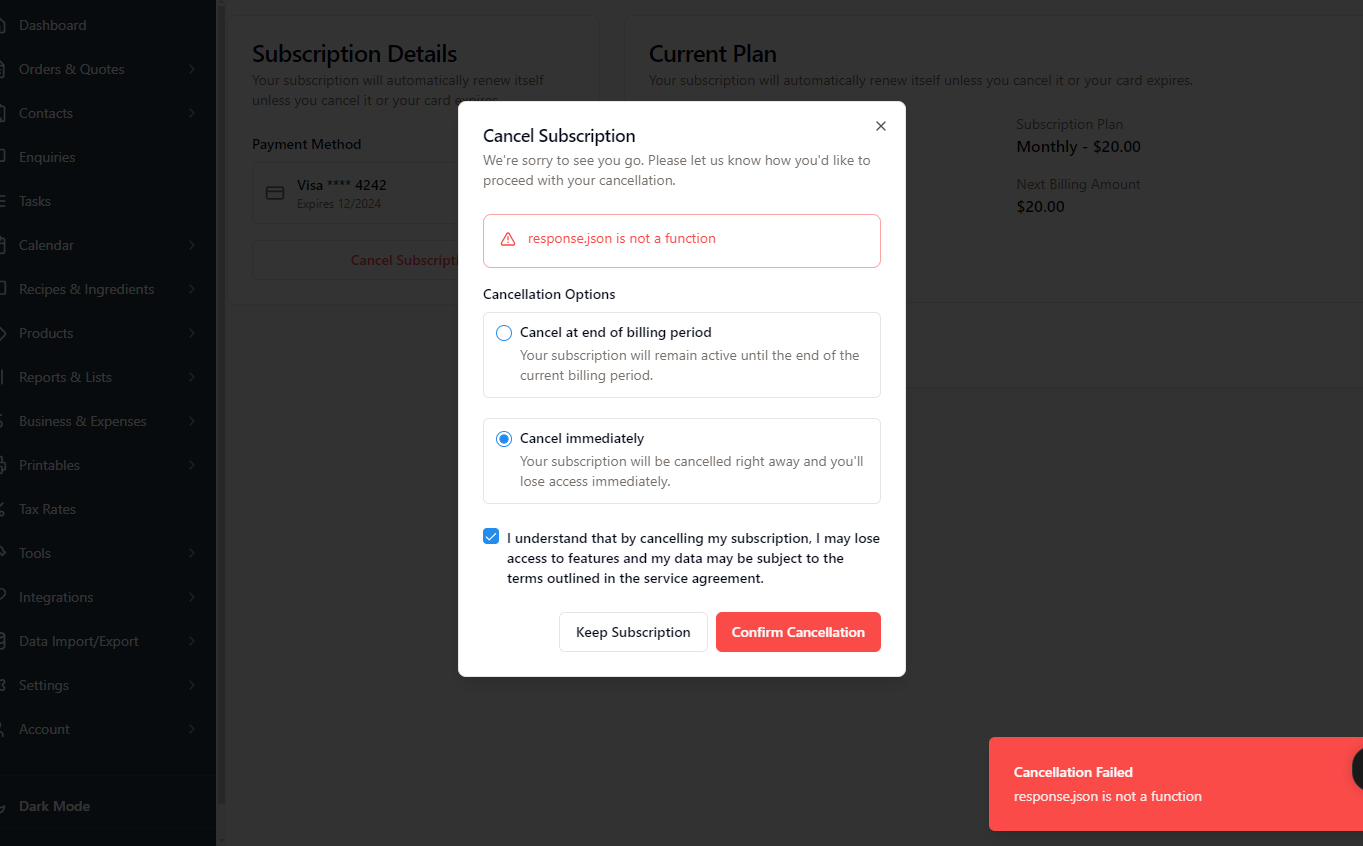 Dashboard
Orders & Quotes
Contacts
Enquiries
Tasks
Calendar
Recipes & Ingredients
Products
Reports & Lists
Business & Expenses
Printables
Tax Rates
Tools
Integrations
Data Import/Export
Settings
Account
Dark Mode
Subscription Details
Your subscription will automatically renew itself
unless you cancel it or your card expires.
Payment Method
Visa **** 4242
Expires 12/2024
Cancel Subscripti
Current Plan
Your subscription will automatically renew itself unless you cancel it or your card expires.
Subscription Plan
Monthly - $20.00
Next Billing Amount
$20.00
Cancel Subscription
We're sorry to see you go. Please let us know how you'd like to
proceed with your cancellation.
response.json is not a function
Cancellation Options
Cancel at end of billing period
Your subscription will remain active until the end of the
current billing period.
Cancel immediately
Your subscription will be cancelled right away and you'll
lose access immediately.
I understand that by cancelling my subscription, I may lose
access to features and my data may be subject to the
terms outlined in the service agreement.
Keep Subscription
Confirm Cancellation
Cancellation Failed
response.json is not a function